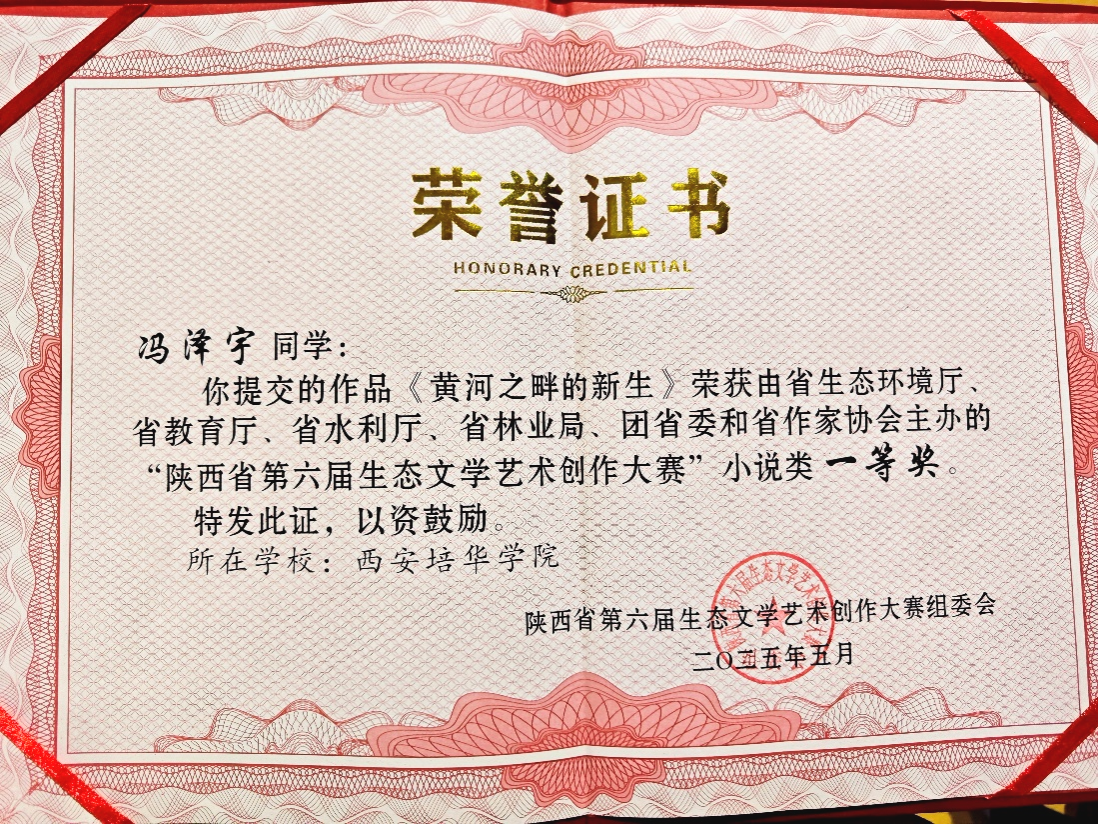 荣誉证书
HONORARY CREDENTIAL
冯泽宇 同学：
你提交的作品《黄河之畔的新生》荣获由省生态环境厅、
省教育厅、省水利厅、省林业局、团省委和省作家协会主办的
“陕西省第六届生态文学艺术创作大赛”小说类 一等奖。
特发此证，以资鼓励。
所在学校：西安培华学院
陕西省第六届生态文学艺术创作大赛组委会
二〇二五年五月